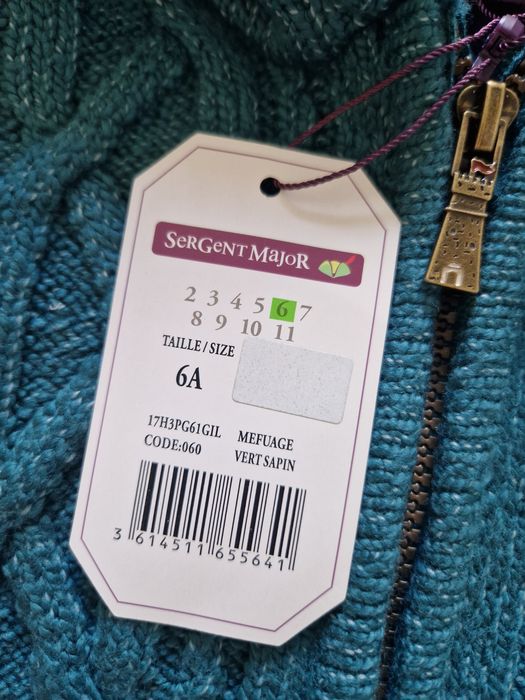 SeRGeNT MaJoR
2 3 4 5 6 7
8 9 10 11
TAILLE / SIZE
6A
17H3PG61GIL MEFUAGE
CODE:060 VERT SAPIN
3 614511 655641